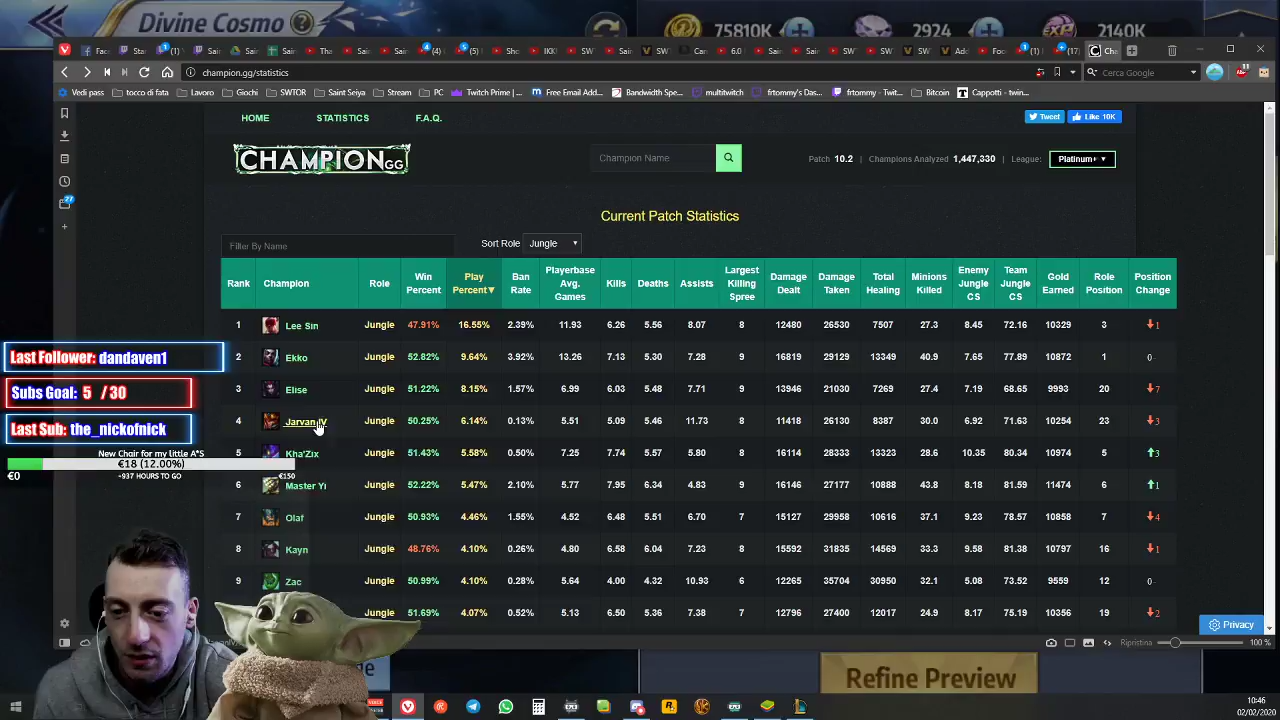 Divine Cosmo 75810K 2924 EXP 2140K
champion.gg/statistics Cerca Google
Vedi pass tocco di fata Lavoro Giochi SWTOR Saint Seiya Stream PC Twitch Prime |... Free Email Add... Bandwidth Spe... multitwitch frtommy's Das... frtommy - Twit... Bitcoin Cappotti - twin...
HOME STATISTICS F.A.Q. Tweet Like 10K
CHAMPION.GG Champion Name Patch 10.2 Champions Analyzed 1,447,330 League: Platinum+
Current Patch Statistics
Filter By Name Sort Role Jungle
Rank Champion Role Win Percent Play Percent Ban Rate Playerbase Avg. Games Kills Deaths Assists Largest Killing Spree Damage Dealt Damage Taken Total Healing Minions Killed Enemy Jungle CS Team Jungle CS Gold Earned Role Position Position Change
1 Lee Sin Jungle 47.91% 16.55% 2.39% 11.93 6.26 5.56 8.07 8 12480 26530 7507 27.3 8.45 72.16 10329 3 1
2 Ekko Jungle 52.82% 9.64% 3.92% 13.26 7.13 5.30 7.28 9 16819 29129 13349 40.9 7.65 77.89 10872 1 0
3 Elise Jungle 51.22% 8.15% 1.57% 6.99 6.03 5.48 7.71 9 13946 21030 7269 27.4 7.19 68.65 9993 20 7
4 Jarvan IV Jungle 50.25% 6.14% 0.13% 5.51 5.46 5.51 11.73 8 11418 26339 8387 30.0 6.92 71.63 10254 23 3
5 Kha'Zix Jungle 51.43% 5.58% 0.50% 7.25 7.74 5.57 5.80 8 16114 28333 13323 28.6 10.35 80.34 10974 5 3
6 Master Yi Jungle 52.22% 5.47% 2.10% 5.77 7.95 6.34 4.83 9 16146 27177 10888 43.8 8.18 81.59 11474 6 1
7 Olaf Jungle 50.93% 4.46% 1.55% 4.52 6.48 5.51 6.70 7 15127 29958 10616 37.1 9.23 78.57 10858 7 4
8 Kayn Jungle 48.76% 4.10% 0.26% 4.80 6.58 6.04 7.23 8 15592 31835 14569 33.3 9.58 81.38 10797 16 1
9 Zac Jungle 50.99% 4.10% 0.28% 5.64 4.00 4.32 10.93 6 12265 35704 30950 32.1 5.08 73.52 9559 12 0
Jungle 51.69% 4.07% 0.52% 5.13 6.50 5.36 7.38 7 12796 27400 12017 24.9 8.17 75.19 10356 19 2
Last Follower: dandaven1
Subs Goal: 5 / 30
Last Sub: the_nickofnick
New Chair for my little A*S
€18 (12.00%)
€0 +937 HOURS TO GO €150
Privacy
Ripristina 100 %
Refine Preview
10:46
02/02/2020